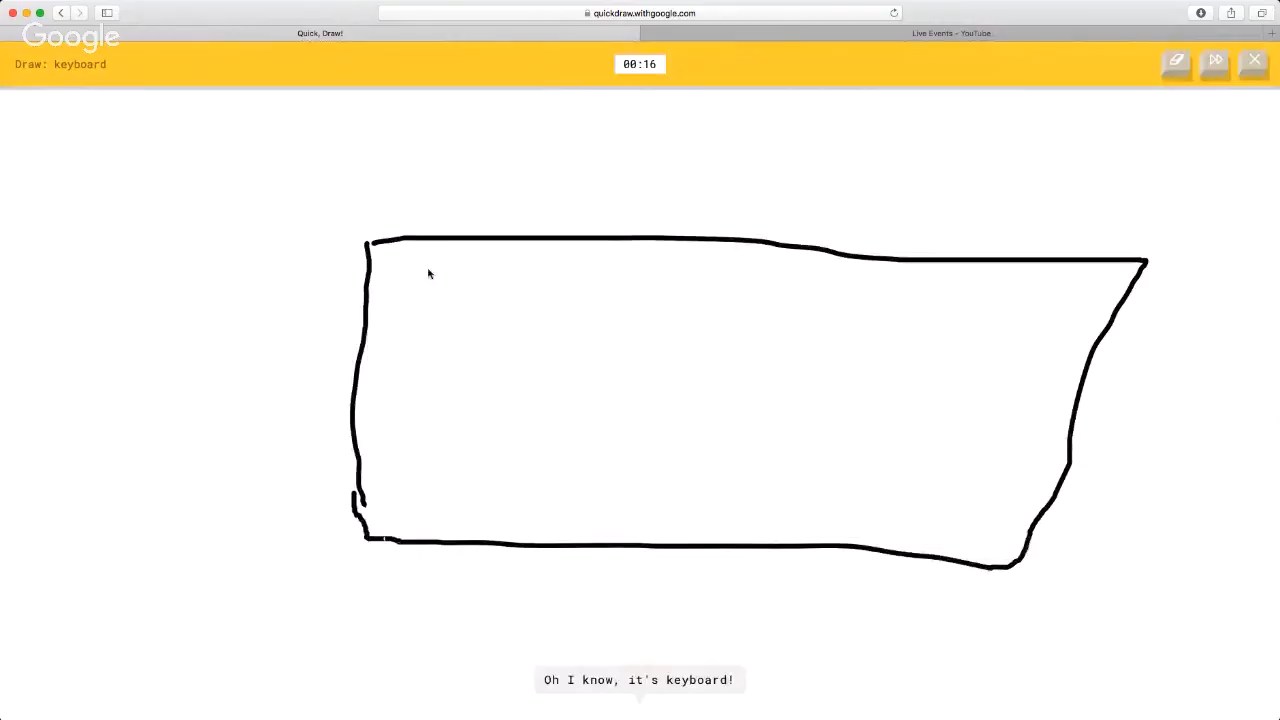 quickdraw.withgoogle.com
Google
Quick, Draw!
Live Events - YouTube
Draw: keyboard
00:16
Oh I know, it's keyboard!